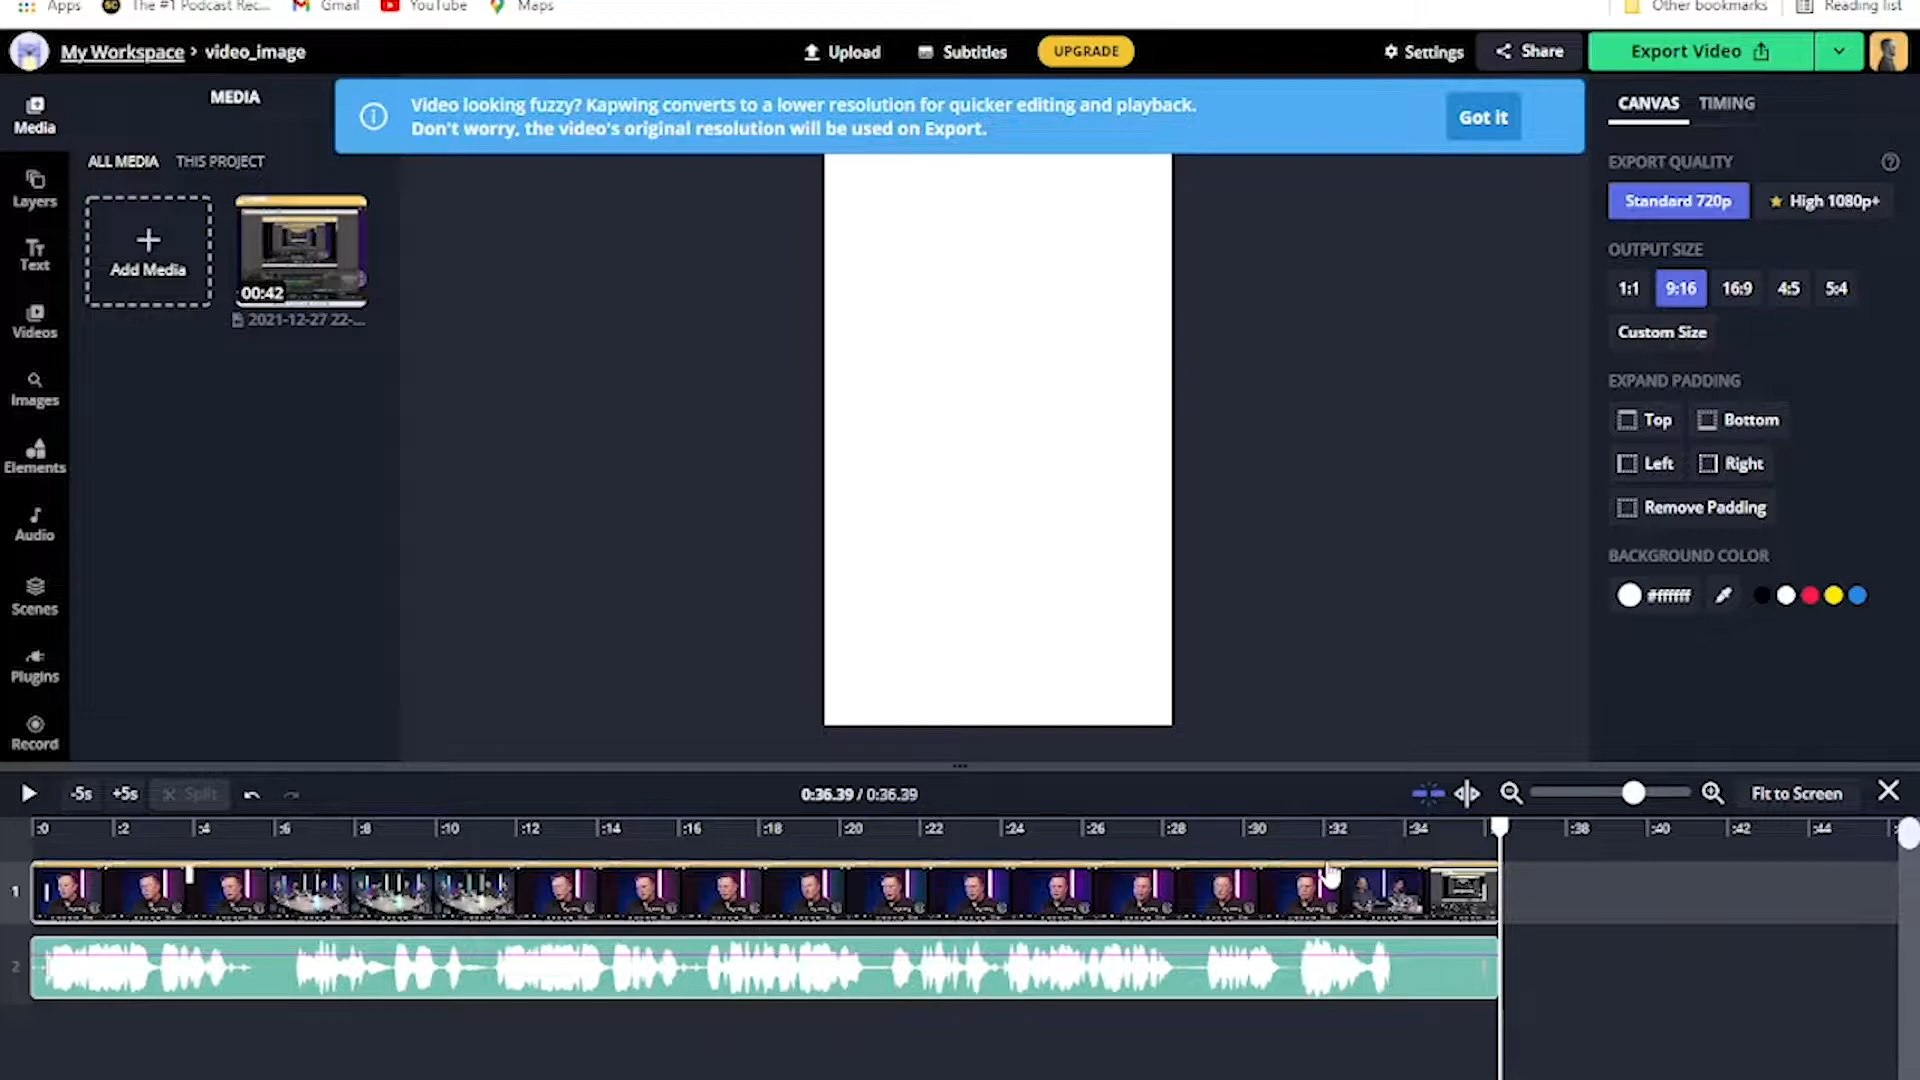 Apps The #1 Podcast Rec... Gmail YouTube Maps Other bookmarks Reading list
My Workspace > video_image Upload Subtitles UPGRADE Settings Share Export Video
MEDIA
Video looking fuzzy? Kapwing converts to a lower resolution for quicker editing and playback.
Don't worry, the video's original resolution will be used on Export.
Got it
CANVAS TIMING
Media
Layers
Text
Videos
Images
Elements
Audio
Scenes
Plugins
Record
ALL MEDIA THIS PROJECT
Add Media
00:42
2021-12-27 22-...
EXPORT QUALITY
Standard 720p High 1080p+
OUTPUT SIZE
1:1 9:16 16:9 4:5 5:4
Custom Size
EXPAND PADDING
Top Bottom
Left Right
Remove Padding
BACKGROUND COLOR
#ffffff
-5s +5s Split 0:36.39 / 0:36.39 Fit to Screen
:0 :2 :4 :6 :8 :10 :12 :14 :16 :18 :20 :22 :24 :26 :28 :30 :32 :34 :38 :40 :42 :44
1
2